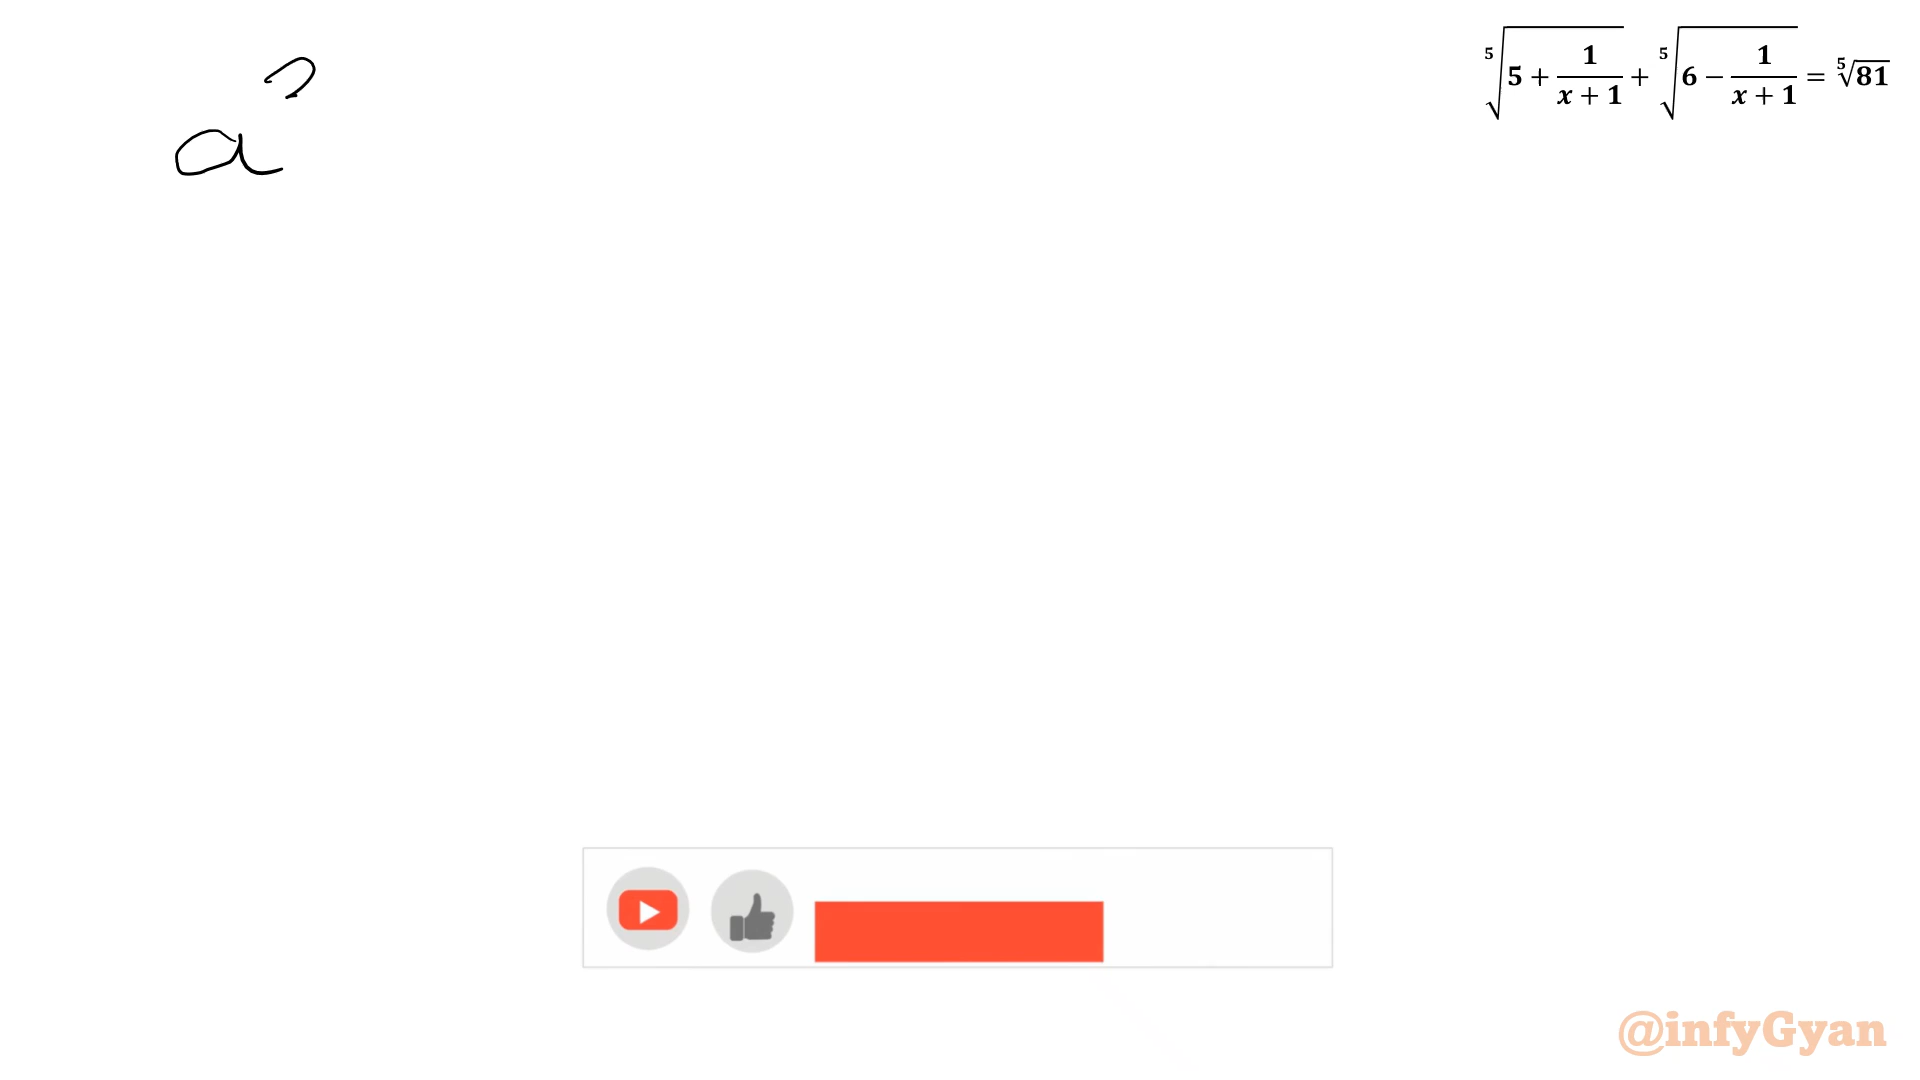 ⁵√(5 + 1/(x + 1)) + ⁵√(6 − 1/(x + 1)) = ⁵√81
a²
@infyGyan